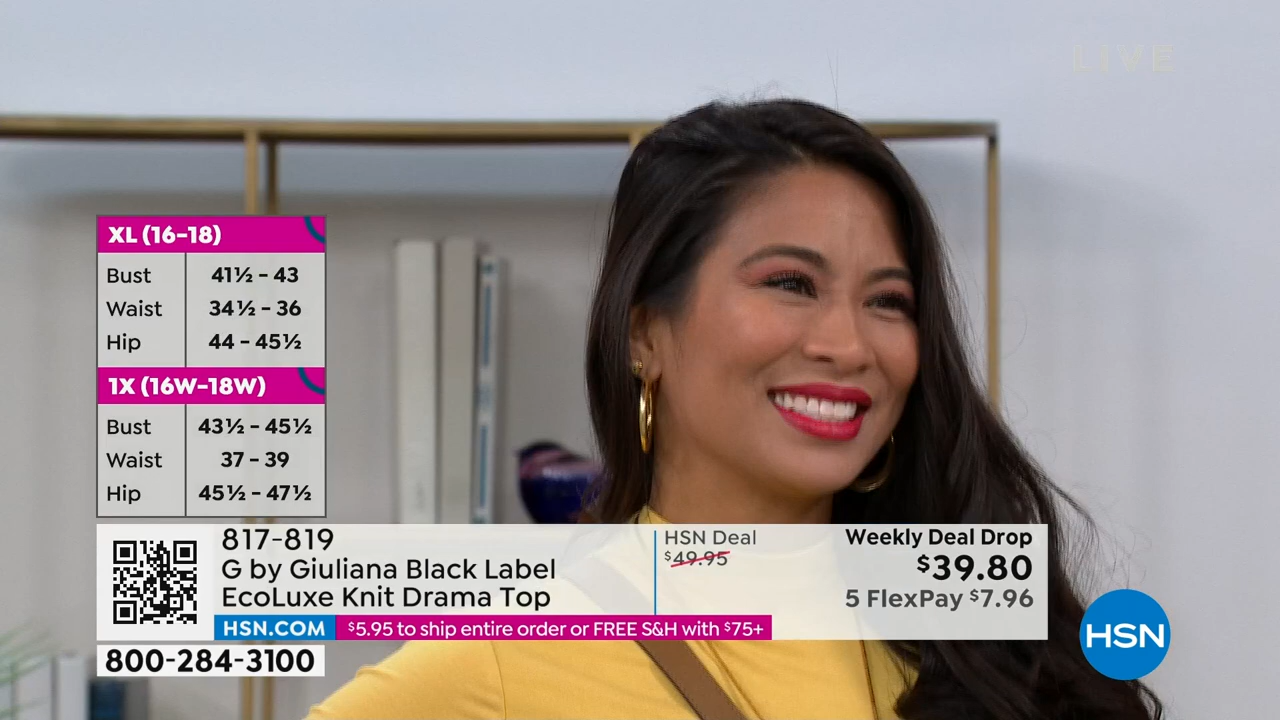 LIVE
XL (16–18)
Bust 41½ – 43
Waist 34½ – 36
Hip 44 – 45½
1X (16W–18W)
Bust 43½ – 45½
Waist 37 – 39
Hip 45½ – 47½
817-819
G by Giuliana Black Label
EcoLuxe Knit Drama Top
HSN Deal
$49.95
Weekly Deal Drop
$39.80
5 FlexPay $7.96
HSN.COM $5.95 to ship entire order or FREE S&H with $75+
800-284-3100
HSN